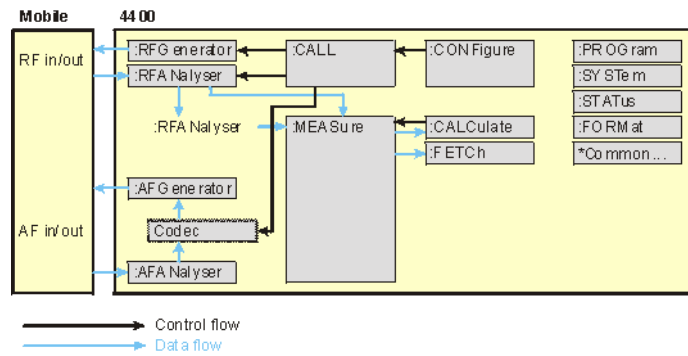 Mobile 4400
RF in/out :RFGenerator :CALL :CONFigure :PROGram
:RFANalyser :SYSTem
:STATus
:RFANalyser :MEASure :CALCulate :FORMat
:FETCh *Common ...
:AFGenerator
AF in/out Codec
:AFANalyser
Control flow
Data flow